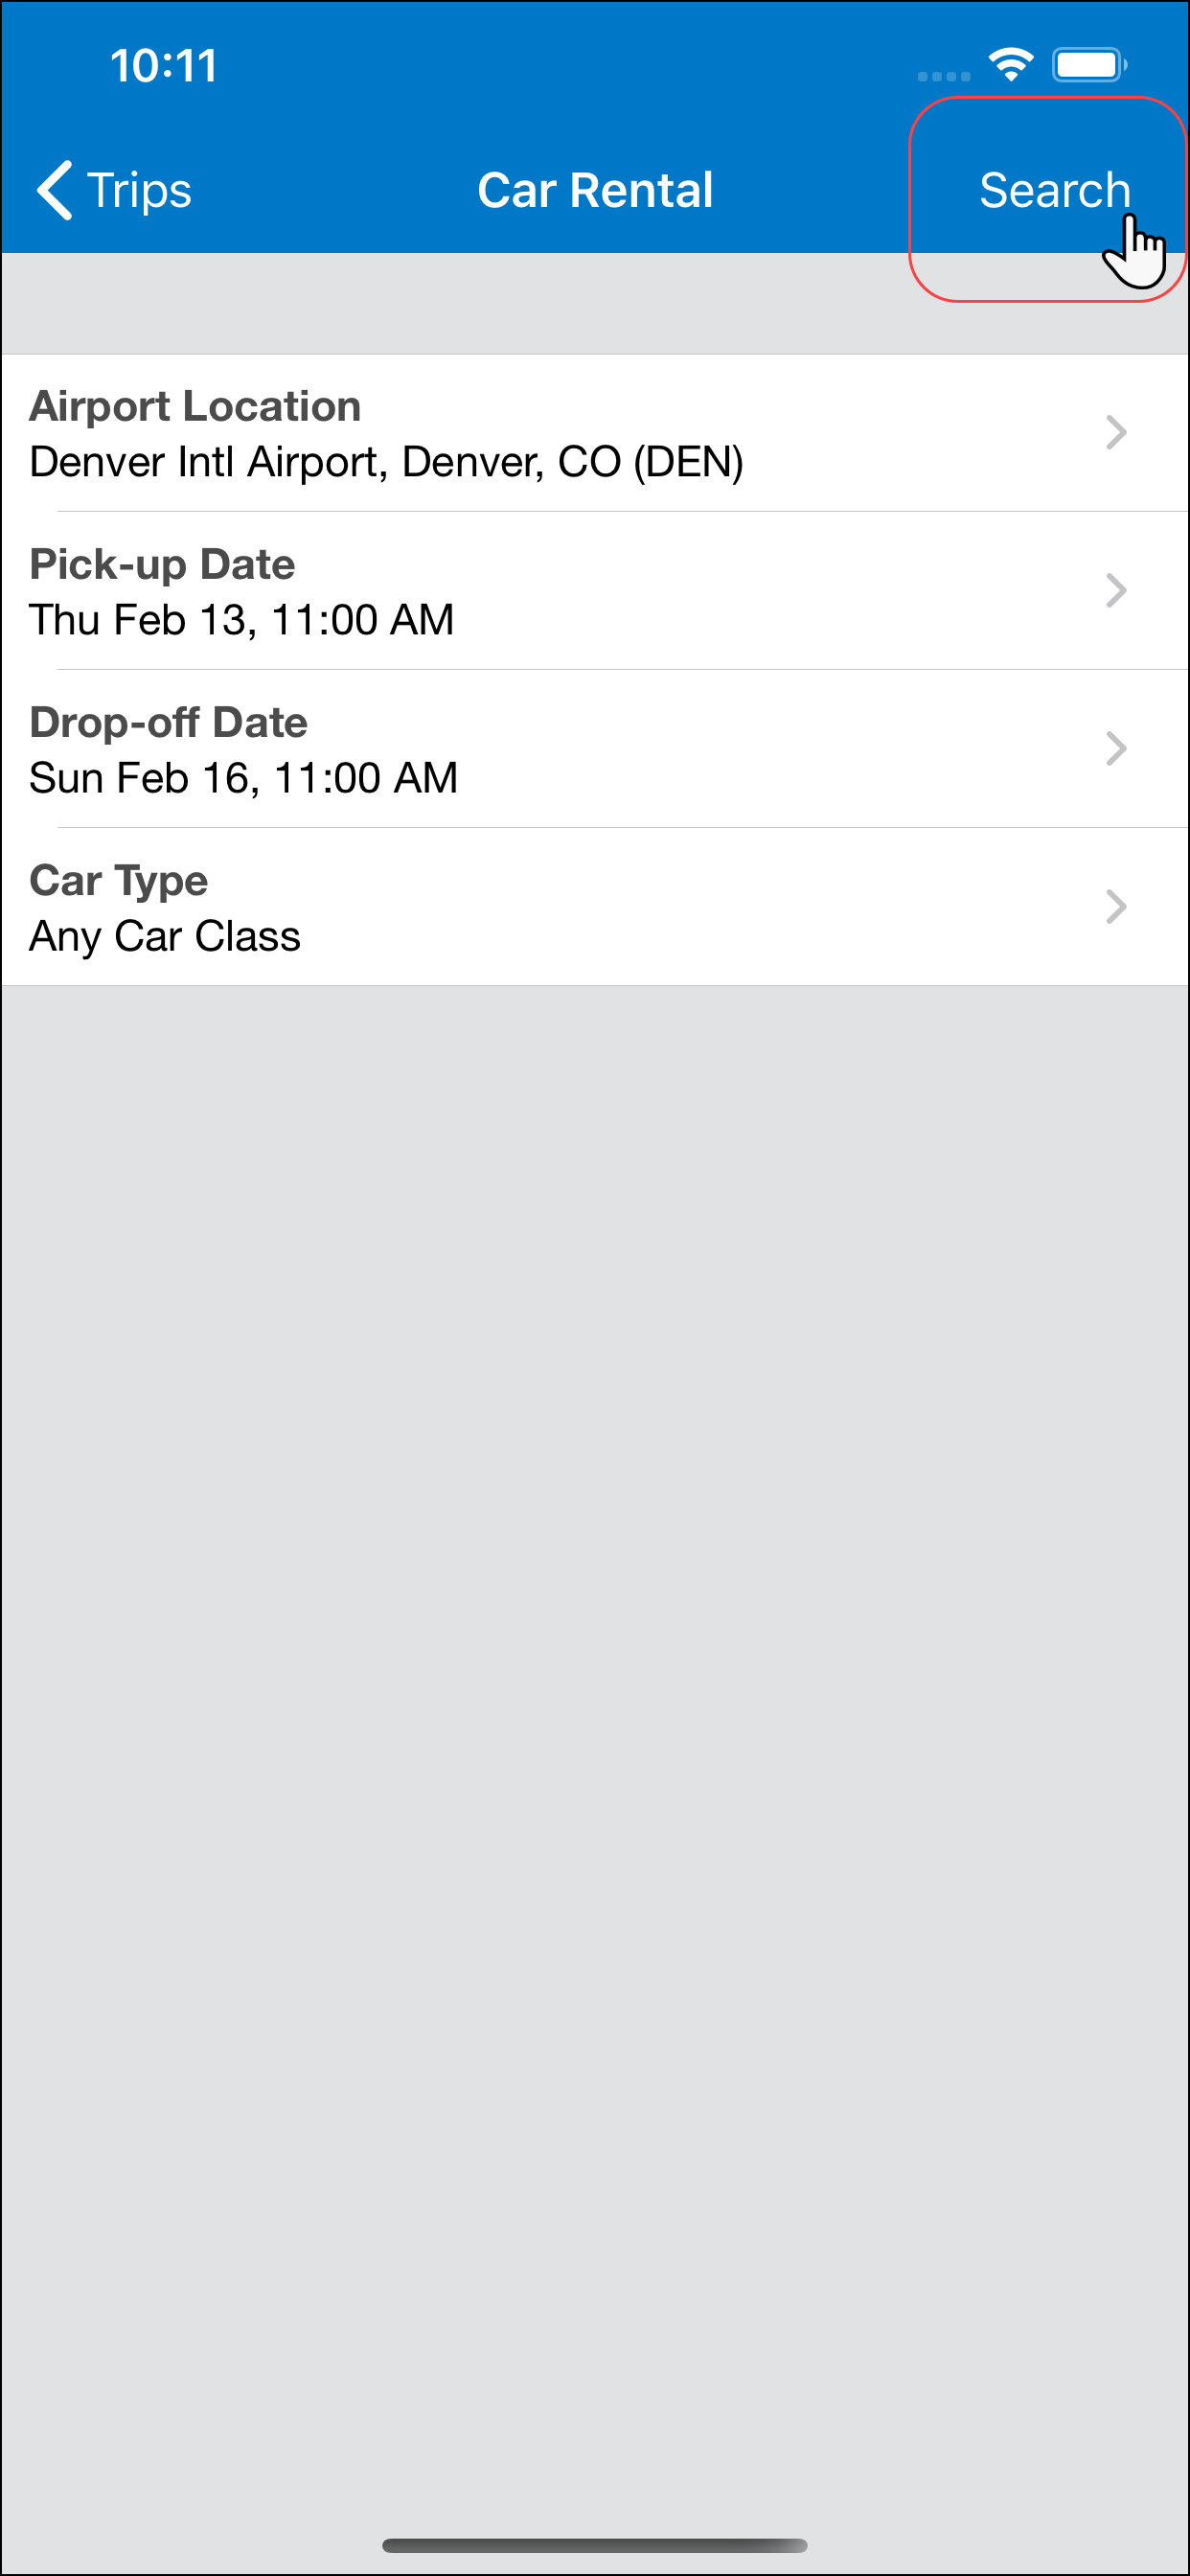 10:11
Trips
Car Rental
Search
Airport Location
Denver Intl Airport, Denver, CO (DEN)
Pick-up Date
Thu Feb 13, 11:00 AM
Drop-off Date
Sun Feb 16, 11:00 AM
Car Type
Any Car Class